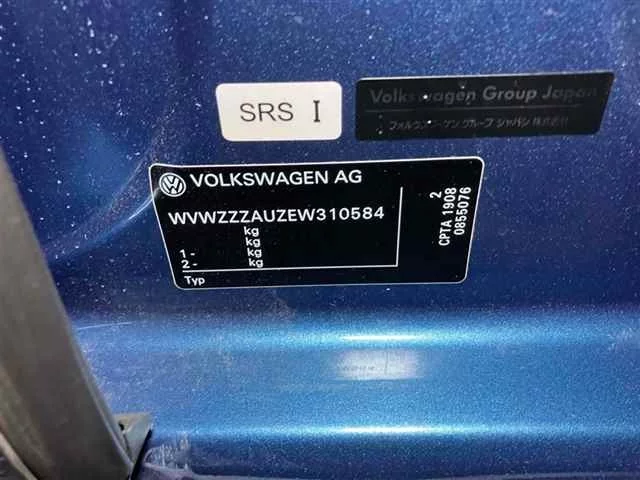 SRS I
Volkswagen Group Japan
フォルクスワーゲン グループ ジャパン 株式会社
VOLKSWAGEN AG
WVWZZZAUZEW310584
kg
kg
1 - kg
2 - kg
Typ
2
CPTA 1908
0855076